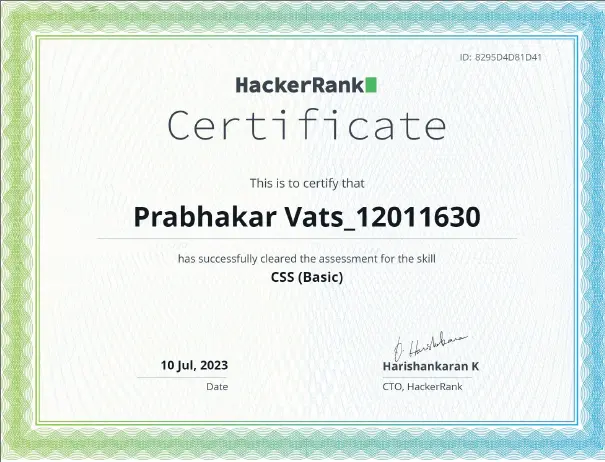 ID: 8295D4D81D41
HackerRank
Certificate
This is to certify that
Prabhakar Vats_12011630
has successfully cleared the assessment for the skill
CSS (Basic)
10 Jul, 2023
Date
D. Harishankaran
Harishankaran K
CTO, HackerRank